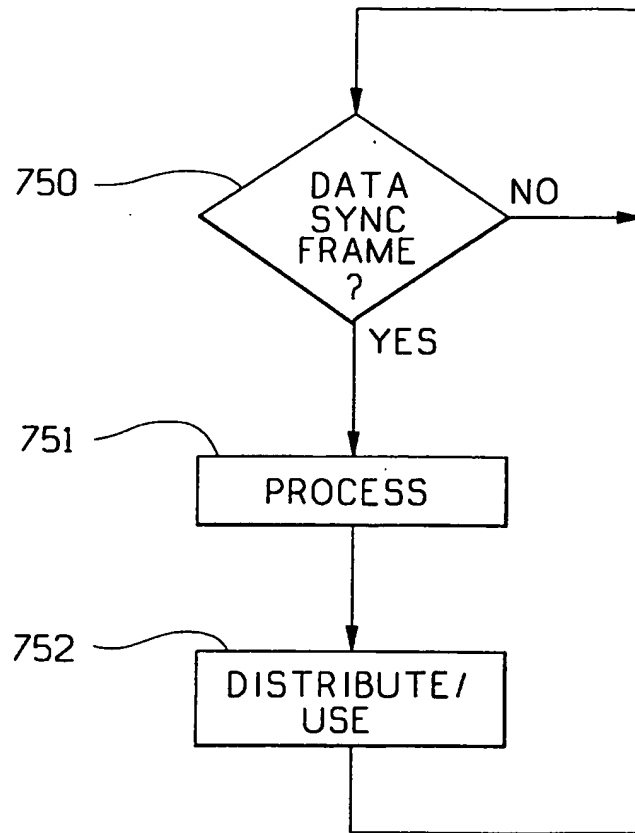 750
DATA
SYNC
FRAME
?
NO
YES
751
PROCESS
752
DISTRIBUTE/
USE